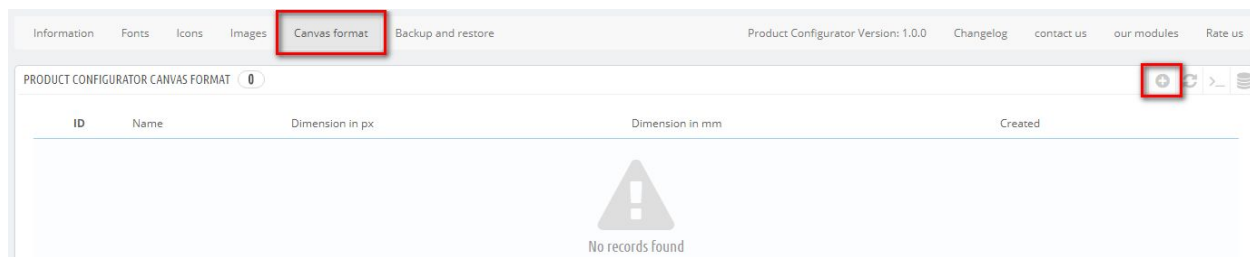 Information Fonts Icons Images Canvas format Backup and restore Product Configurator Version: 1.0.0 Changelog contact us our modules Rate us
PRODUCT CONFIGURATOR CANVAS FORMAT 0
ID Name Dimension in px Dimension in mm Created
No records found